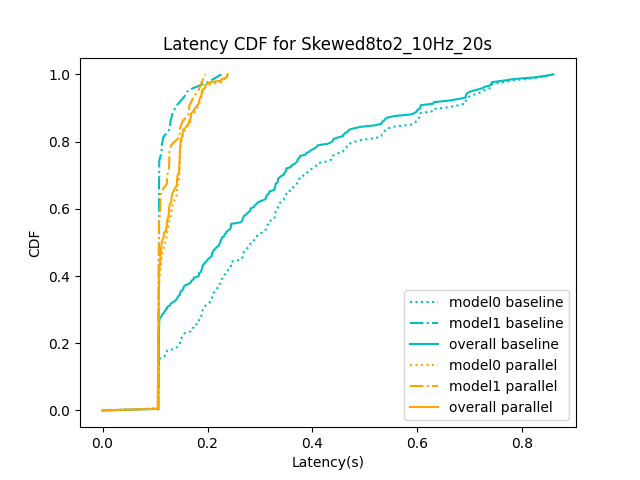 Latency CDF for Skewed8to2_10Hz_20s
1.0
0.8
0.6
0.4
0.2
0.0
CDF
0.0 0.2 0.4 0.6 0.8
Latency(s)
model0 baseline
model1 baseline
overall baseline
model0 parallel
model1 parallel
overall parallel